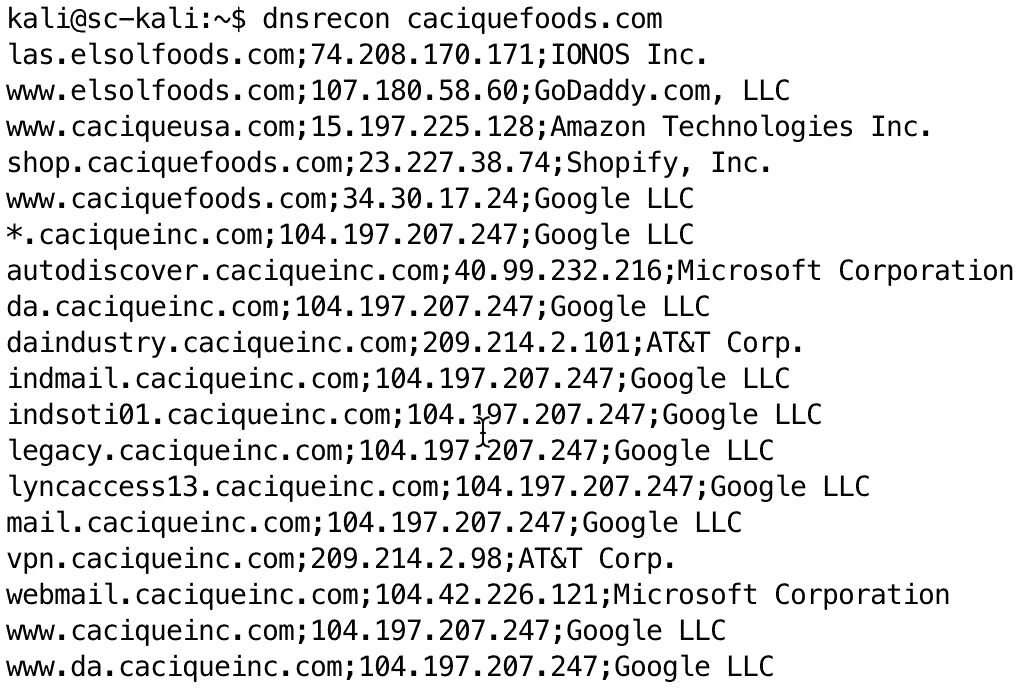 kali@sc-kali:~$ dnsrecon caciquefoods.com
las.elsolfoods.com;74.208.170.171;IONOS Inc.
www.elsolfoods.com;107.180.58.60;GoDaddy.com, LLC
www.caciqueusa.com;15.197.225.128;Amazon Technologies Inc.
shop.caciquefoods.com;23.227.38.74;Shopify, Inc.
www.caciquefoods.com;34.30.17.24;Google LLC
*.caciqueinc.com;104.197.207.247;Google LLC
autodiscover.caciqueinc.com;40.99.232.216;Microsoft Corporation
da.caciqueinc.com;104.197.207.247;Google LLC
daindustry.caciqueinc.com;209.214.2.101;AT&T Corp.
indmail.caciqueinc.com;104.197.207.247;Google LLC
indsoti01.caciqueinc.com;104.197.207.247;Google LLC
legacy.caciqueinc.com;104.197.207.247;Google LLC
lyncaccess13.caciqueinc.com;104.197.207.247;Google LLC
mail.caciqueinc.com;104.197.207.247;Google LLC
vpn.caciqueinc.com;209.214.2.98;AT&T Corp.
webmail.caciqueinc.com;104.42.226.121;Microsoft Corporation
www.caciqueinc.com;104.197.207.247;Google LLC
www.da.caciqueinc.com;104.197.207.247;Google LLC